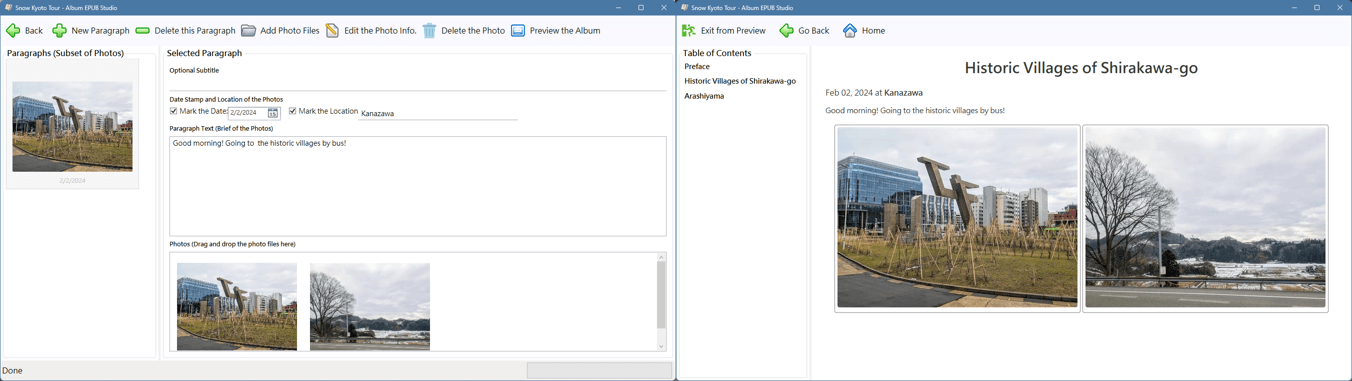 Snow Kyoto Tour - Album EPUB Studio
Back New Paragraph Delete this Paragraph Add Photo Files Edit the Photo Info. Delete the Photo Preview the Album
Paragraphs (Subset of Photos)
2/2/2024
Selected Paragraph
Optional Subtitle
Date Stamp and Location of the Photos
Mark the Date: 2/2/2024 Mark the Location Kanazawa
Paragraph Text (Brief of the Photos)
Good morning! Going to  the historic villages by bus!
Photos (Drag and drop the photo files here)
Done
Snow Kyoto Tour - Album EPUB Studio
Exit from Preview Go Back Home
Table of Contents
Preface
Historic Villages of Shirakawa-go
Arashiyama
Historic Villages of Shirakawa-go
Feb 02, 2024 at Kanazawa
Good morning! Going to the historic villages by bus!